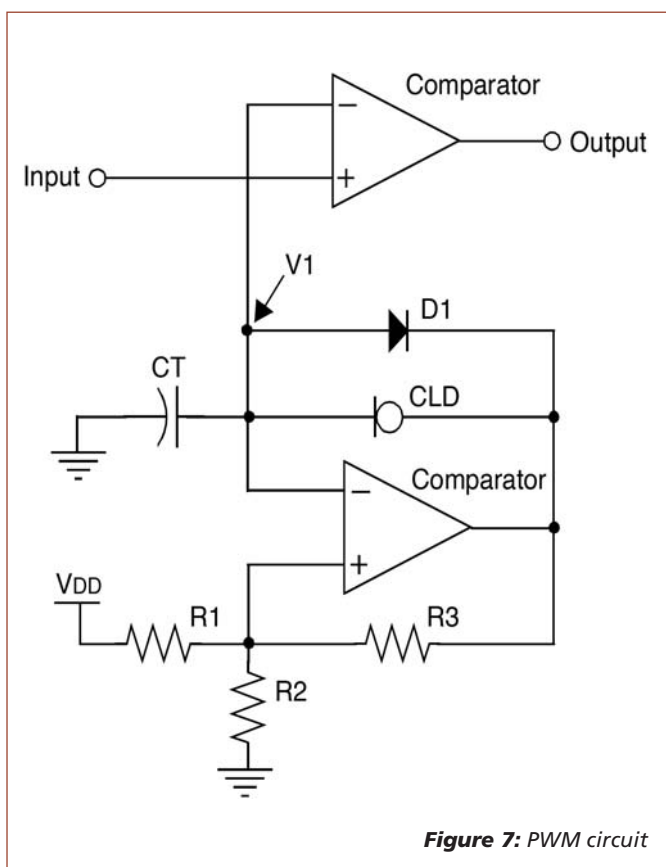 Comparator
−
Input
+
Output
V1
D1
CT
CLD
Comparator
−
+
VDD
R1
R3
R2
Figure 7: PWM circuit